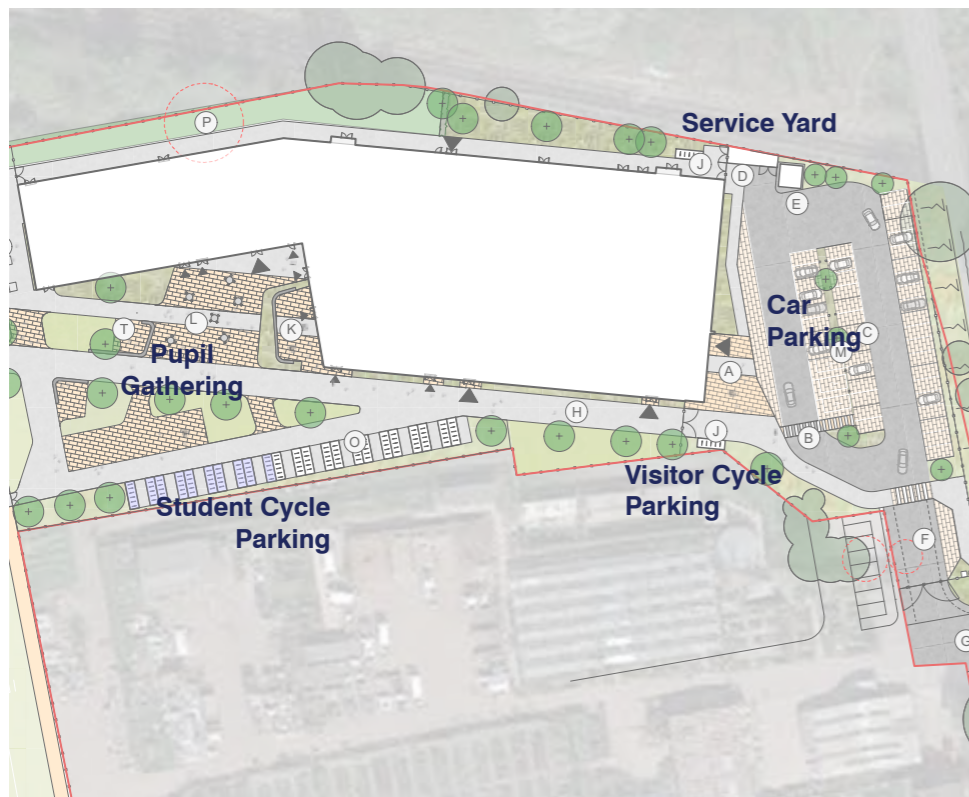 P
Service Yard
J
D
E
L
T
K
Pupil
Gathering
Car
Parking
C
M
A
H
J
B
O
Student Cycle
Parking
Visitor Cycle
Parking
F
G